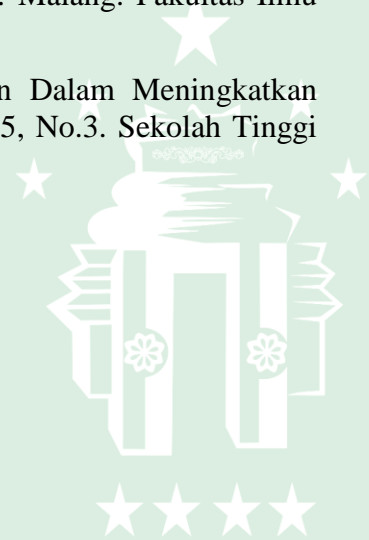 . Malang: Fakultas Ilmu
n Dalam Meningkatkan
5, No.3. Sekolah Tinggi